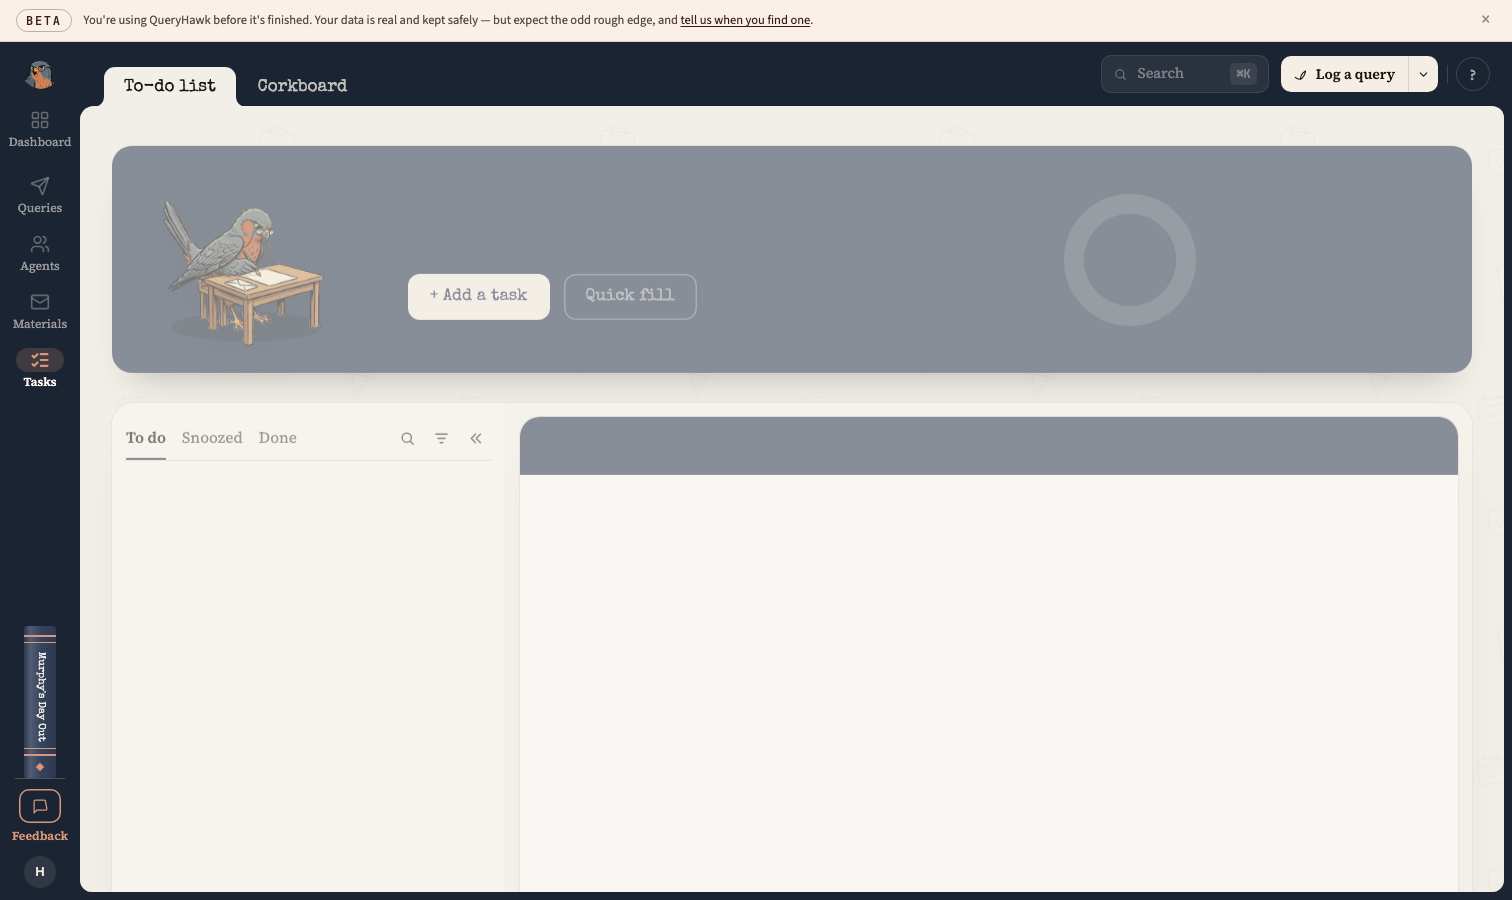 BETA
You're using QueryHawk before it's finished. Your data is real and kept safely — but expect the odd rough edge, and tell us when you find one.
×
To-do list
Corkboard
Search
⌘K
Log a query
?
Dashboard
Queries
Agents
Materials
Tasks
+ Add a task
Quick fill
To do
Snoozed
Done
Murphy's Day Out
Feedback
H